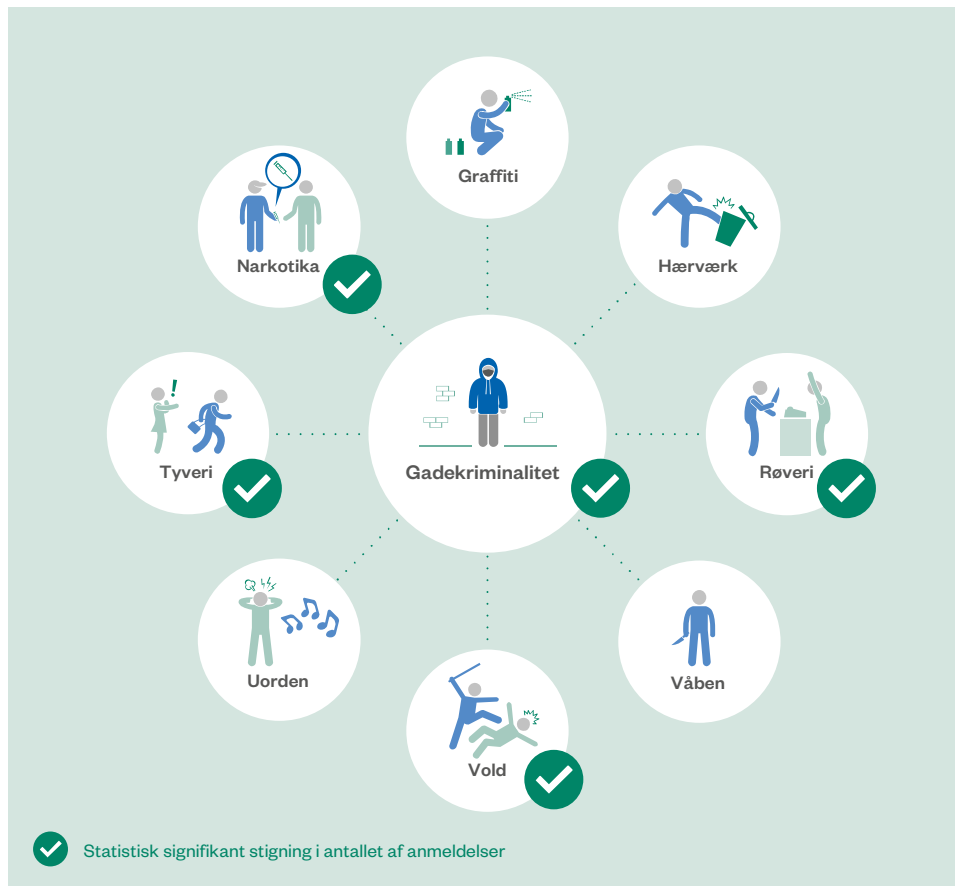 Graffiti
Narkotika
Hærværk
Gadekriminalitet
Tyveri
Røveri
Uorden
Våben
Vold
Statistisk signifikant stigning i antallet af anmeldelser